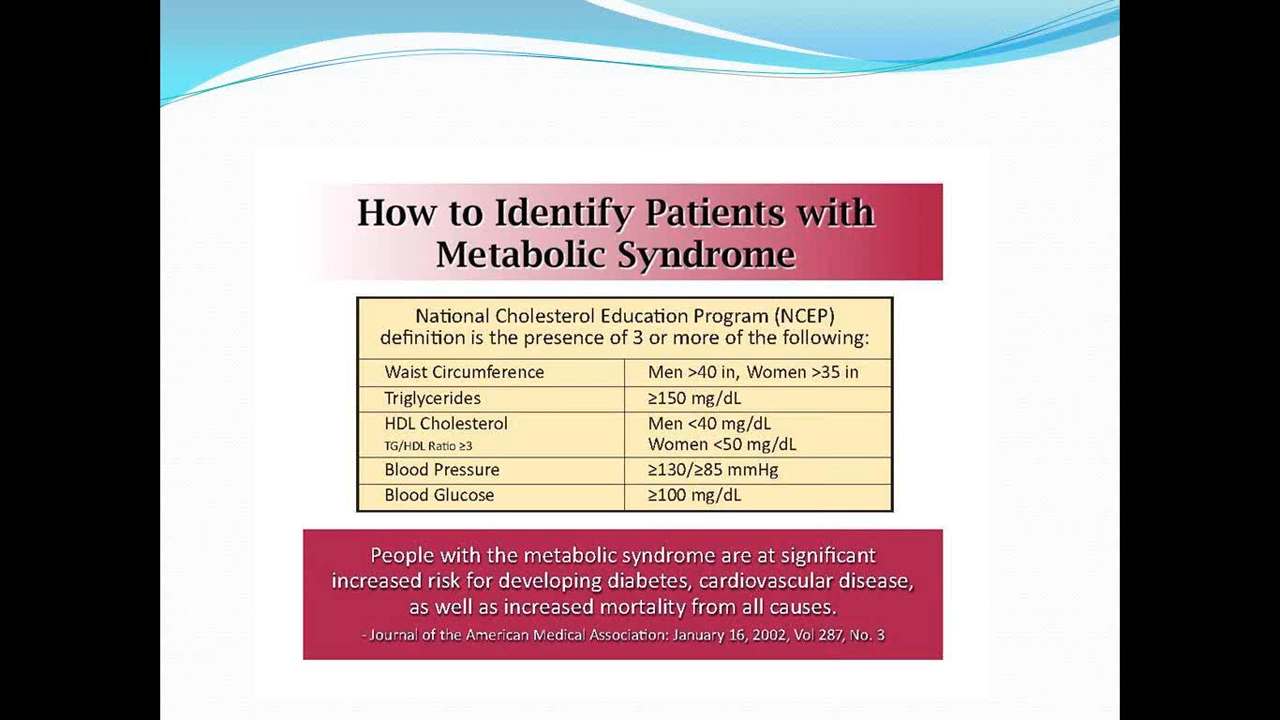 How to Identify Patients with
Metabolic Syndrome
National Cholesterol Education Program (NCEP)
definition is the presence of 3 or more of the following:
Waist Circumference Men >40 in, Women >35 in
Triglycerides ≥150 mg/dL
HDL Cholesterol Men <40 mg/dL
TG/HDL Ratio ≥3 Women <50 mg/dL
Blood Pressure ≥130/≥85 mmHg
Blood Glucose ≥100 mg/dL
People with the metabolic syndrome are at significant
increased risk for developing diabetes, cardiovascular disease,
as well as increased mortality from all causes.
- Journal of the American Medical Association: January 16, 2002, Vol 287, No. 3